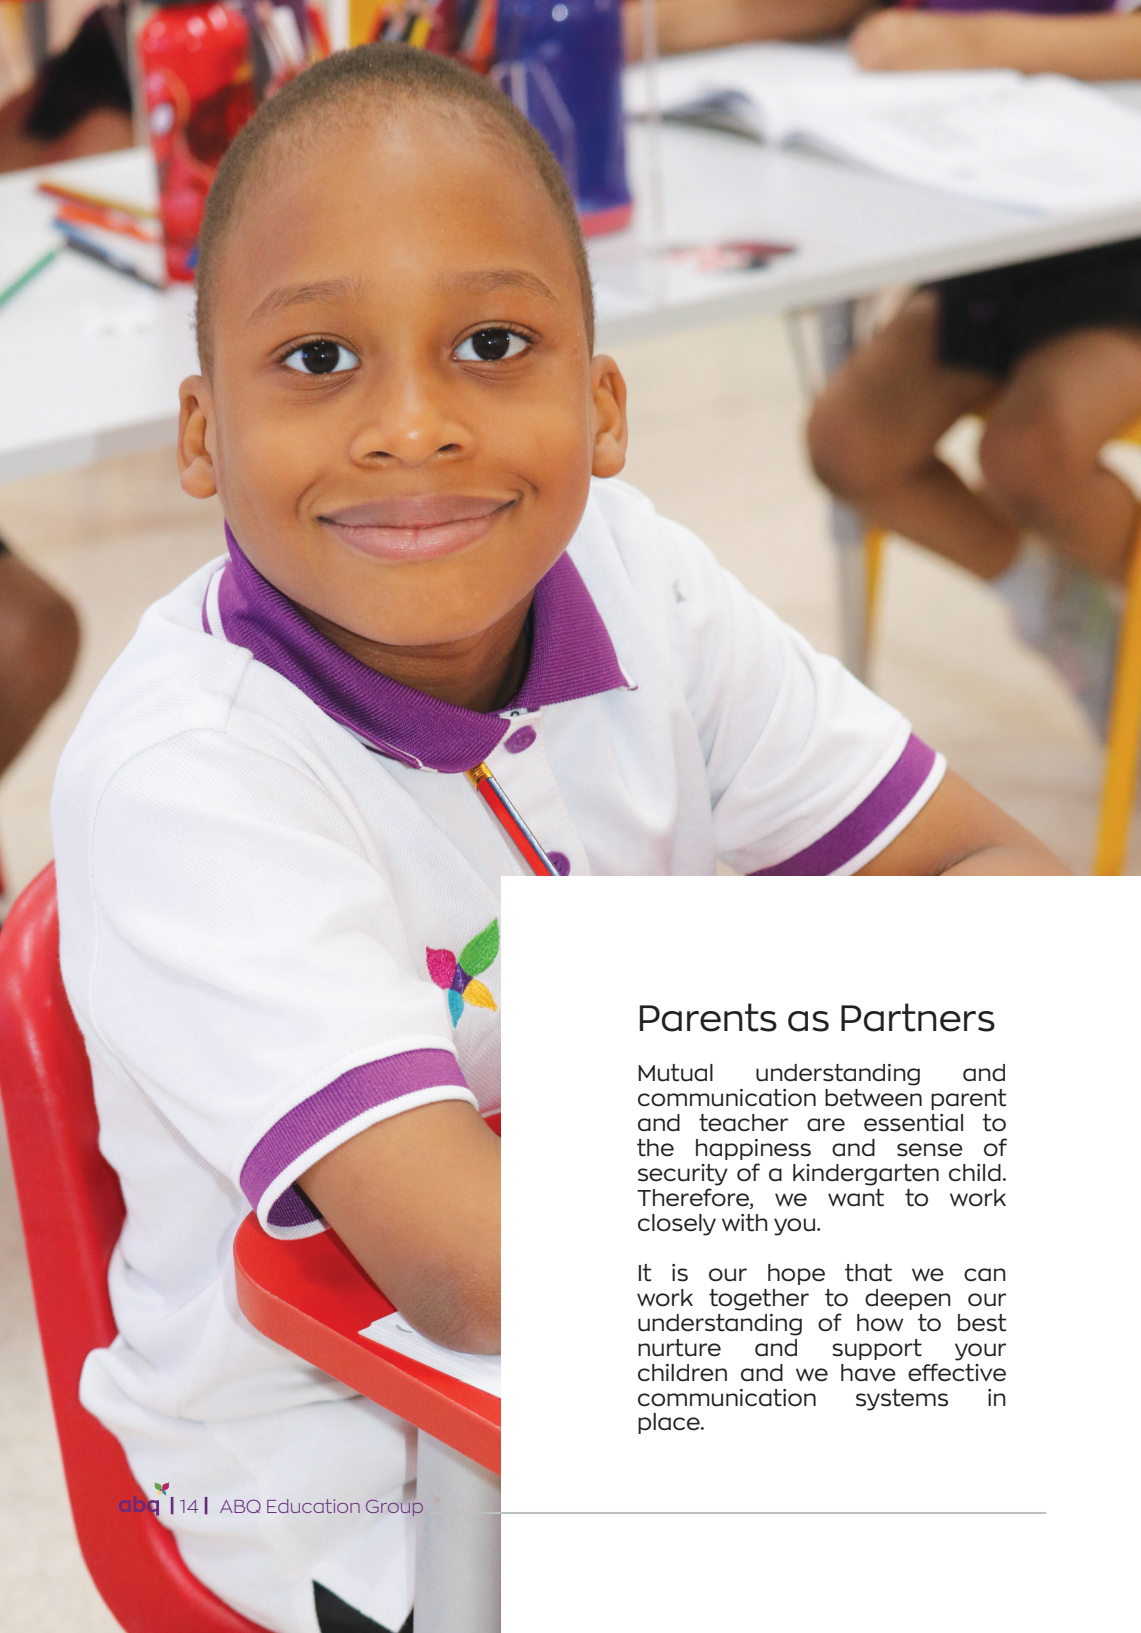 Parents as Partners
Mutual understanding and
communication between parent
and teacher are essential to
the happiness and sense of
security of a kindergarten child.
Therefore, we want to work
closely with you.
It is our hope that we can
work together to deepen our
understanding of how to best
nurture and support your
children and we have effective
communication systems in
place.
abq | 14 | ABQ Education Group